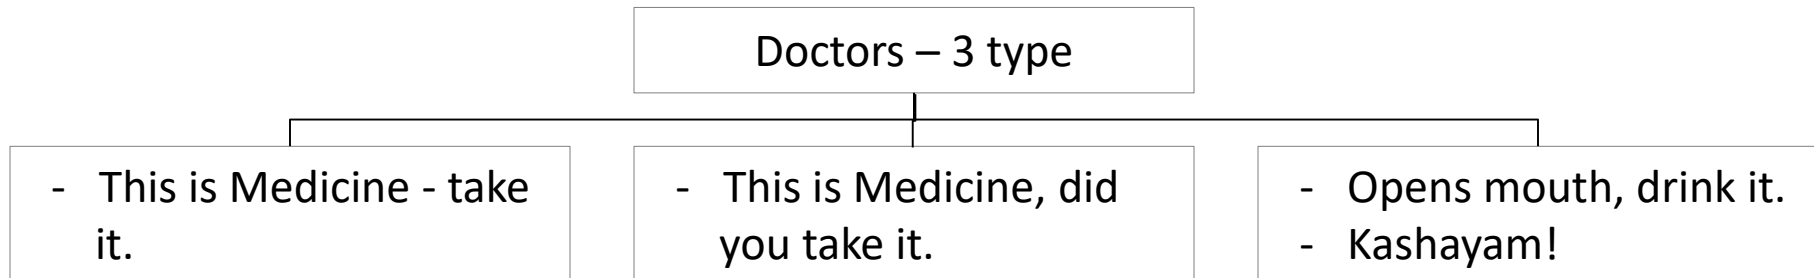 Doctors – 3 type
- This is Medicine - take
it.
- This is Medicine, did
you take it.
- Opens mouth, drink it.
- Kashayam!